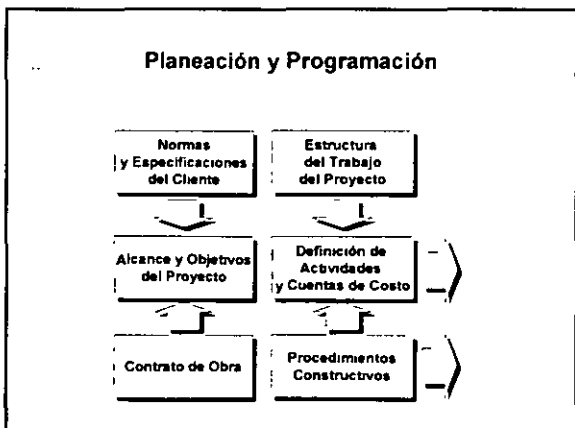 Planeación y Programación
Normas
y Especificaciones
del Cliente
Estructura
del Trabajo
del Proyecto
Alcance y Objetivos
del Proyecto
Definición de
Actividades
y Cuentas de Costo
Contrato de Obra
Procedimientos
Constructivos